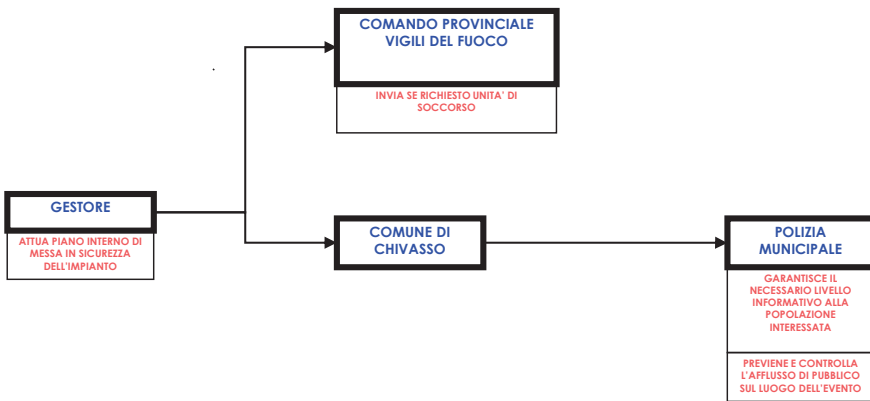 COMANDO PROVINCIALE
VIGILI DEL FUOCO
INVIA SE RICHIESTO UNITA' DI
SOCCORSO
GESTORE
ATTUA PIANO INTERNO DI
MESSA IN SICUREZZA
DELL'IMPIANTO
COMUNE DI
CHIVASSO
POLIZIA
MUNICIPALE
GARANTISCE IL
NECESSARIO LIVELLO
INFORMATIVO ALLA
POPOLAZIONE
INTERESSATA
PREVIENE E CONTROLLA
L'AFFLUSSO DI PUBBLICO
SUL LUOGO DELL'EVENTO